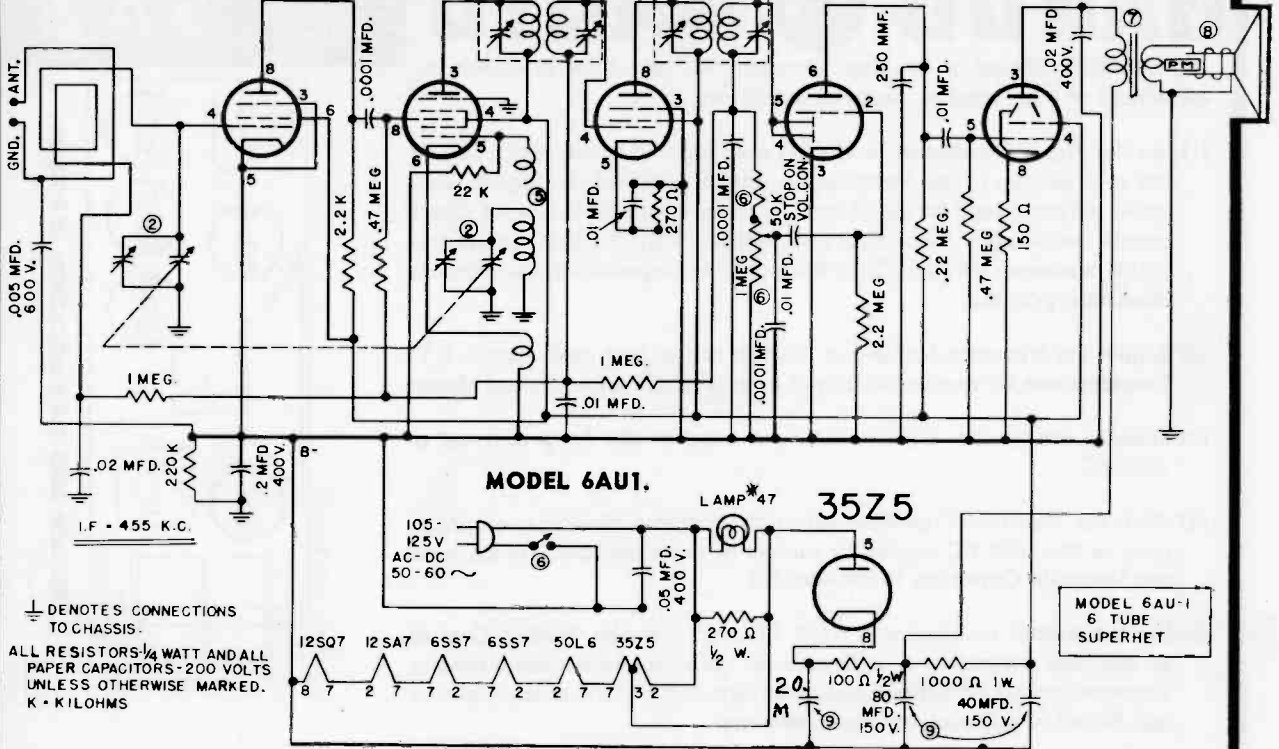 ANT.
GND.
8
3
4
6
5
.0001 MFD.
3
4
8
5
6
22 K
⑤
②
②
2.2 K
.47 MEG
.005 MFD.
600 V.
1 MEG.
.02 MFD.
220 K
.2 MFD
400V.
B-
I.F = 455 K.C.
8
3
4
5
.01 MFD.
270 Ω
1 MEG.
.01 MFD.
.0001 MFD.
⑥
1 MEG
⑥
50K
STOP ON
VOL.CON.
.01 MFD.
.0001 MFD.
2.2 MEG
6
5
4
2
3
250 MMF.
.01 MFD.
.22 MEG.
.47 MEG
150 Ω
3
5
4
8
.02 MFD
400V.
⑦
⑧
PM
MODEL 6AU1.
LAMP #47
35Z5
105-
125V
AC-DC
50-60~
⑥
.05 MFD.
400 V.
270 Ω
½ W.
5
8
100 Ω ½W
1000 Ω 1W.
20
M
⑨
80
MFD.
150V.
⑨
40MFD.
150 V.
12SQ7 12SA7 6SS7 6SS7 50L6 35Z5
8 7 2 7 7 2 7 2 2 7 7 3 2
DENOTES CONNECTIONS
TO CHASSIS.
ALL RESISTORS-¼ WATT AND ALL
PAPER CAPACITORS-200 VOLTS
UNLESS OTHERWISE MARKED.
K = KILOHMS
MODEL 6AU-1
6 TUBE
SUPERHET